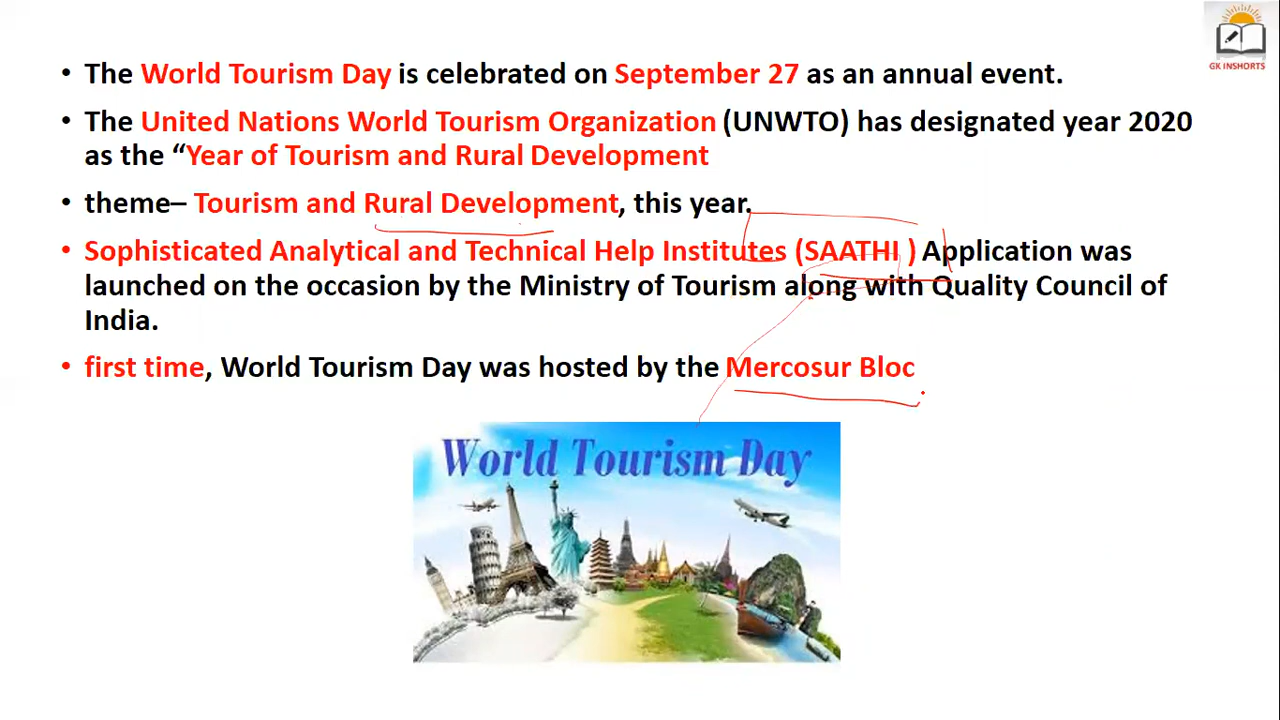 GK INSHORTS
• The World Tourism Day is celebrated on September 27 as an annual event.
• The United Nations World Tourism Organization (UNWTO) has designated year 2020
as the “Year of Tourism and Rural Development
• theme– Tourism and Rural Development, this year.
• Sophisticated Analytical and Technical Help Institutes (SAATHI ) Application was
launched on the occasion by the Ministry of Tourism along with Quality Council of
India.
• first time, World Tourism Day was hosted by the Mercosur Bloc
World Tourism Day